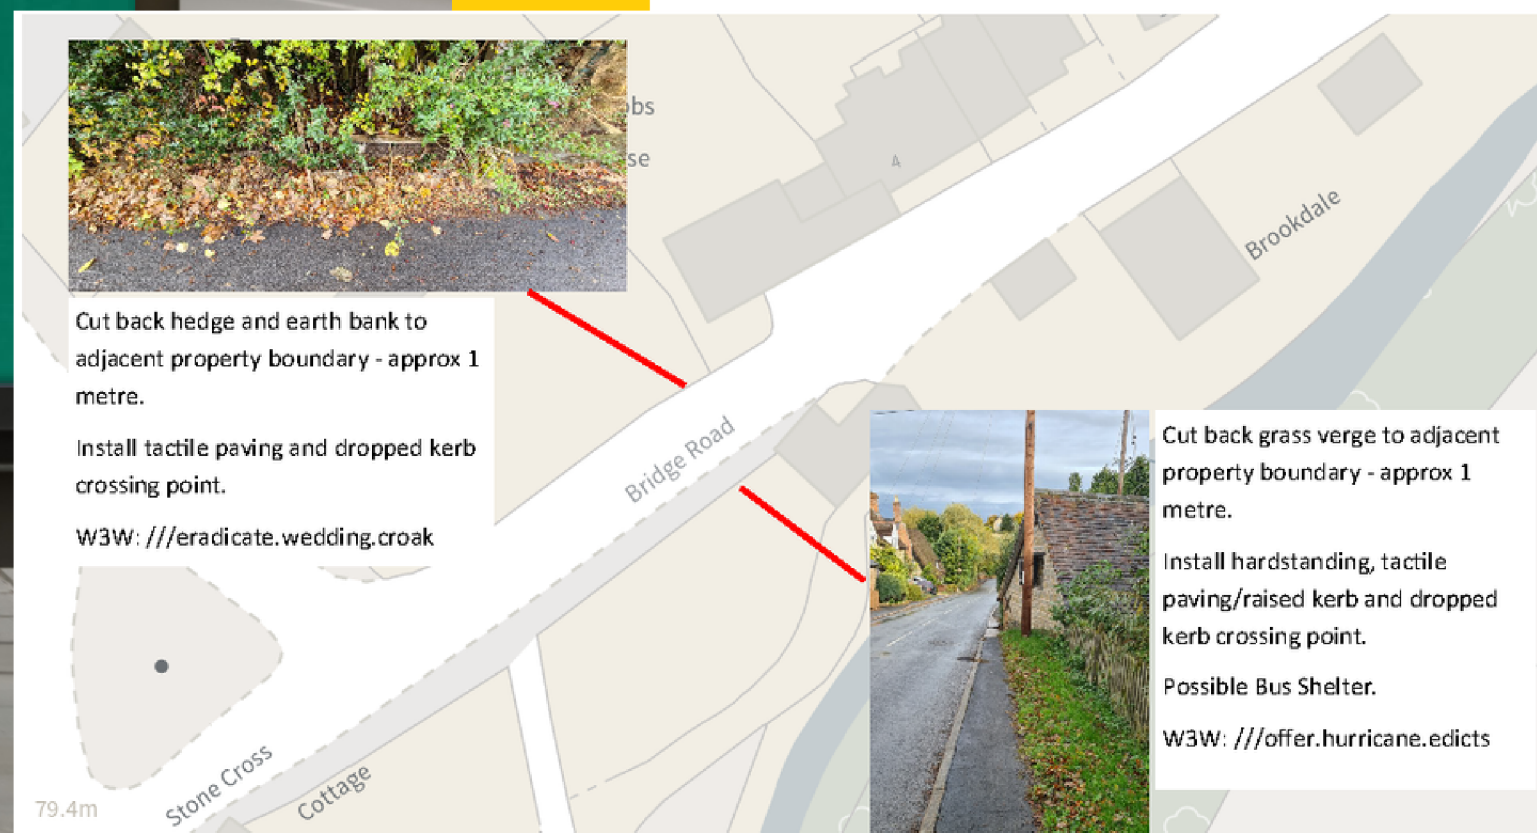 obs
se
4
Brookdale
Cut back hedge and earth bank to
adjacent property boundary - approx 1
metre.
Install tactile paving and dropped kerb
crossing point.
W3W: ///eradicate.wedding.croak
Bridge Road
Cut back grass verge to adjacent
property boundary - approx 1
metre.
Install hardstanding, tactile
paving/raised kerb and dropped
kerb crossing point.
Possible Bus Shelter.
W3W: ///offer.hurricane.edicts
Stone Cross
Cottage
79.4m